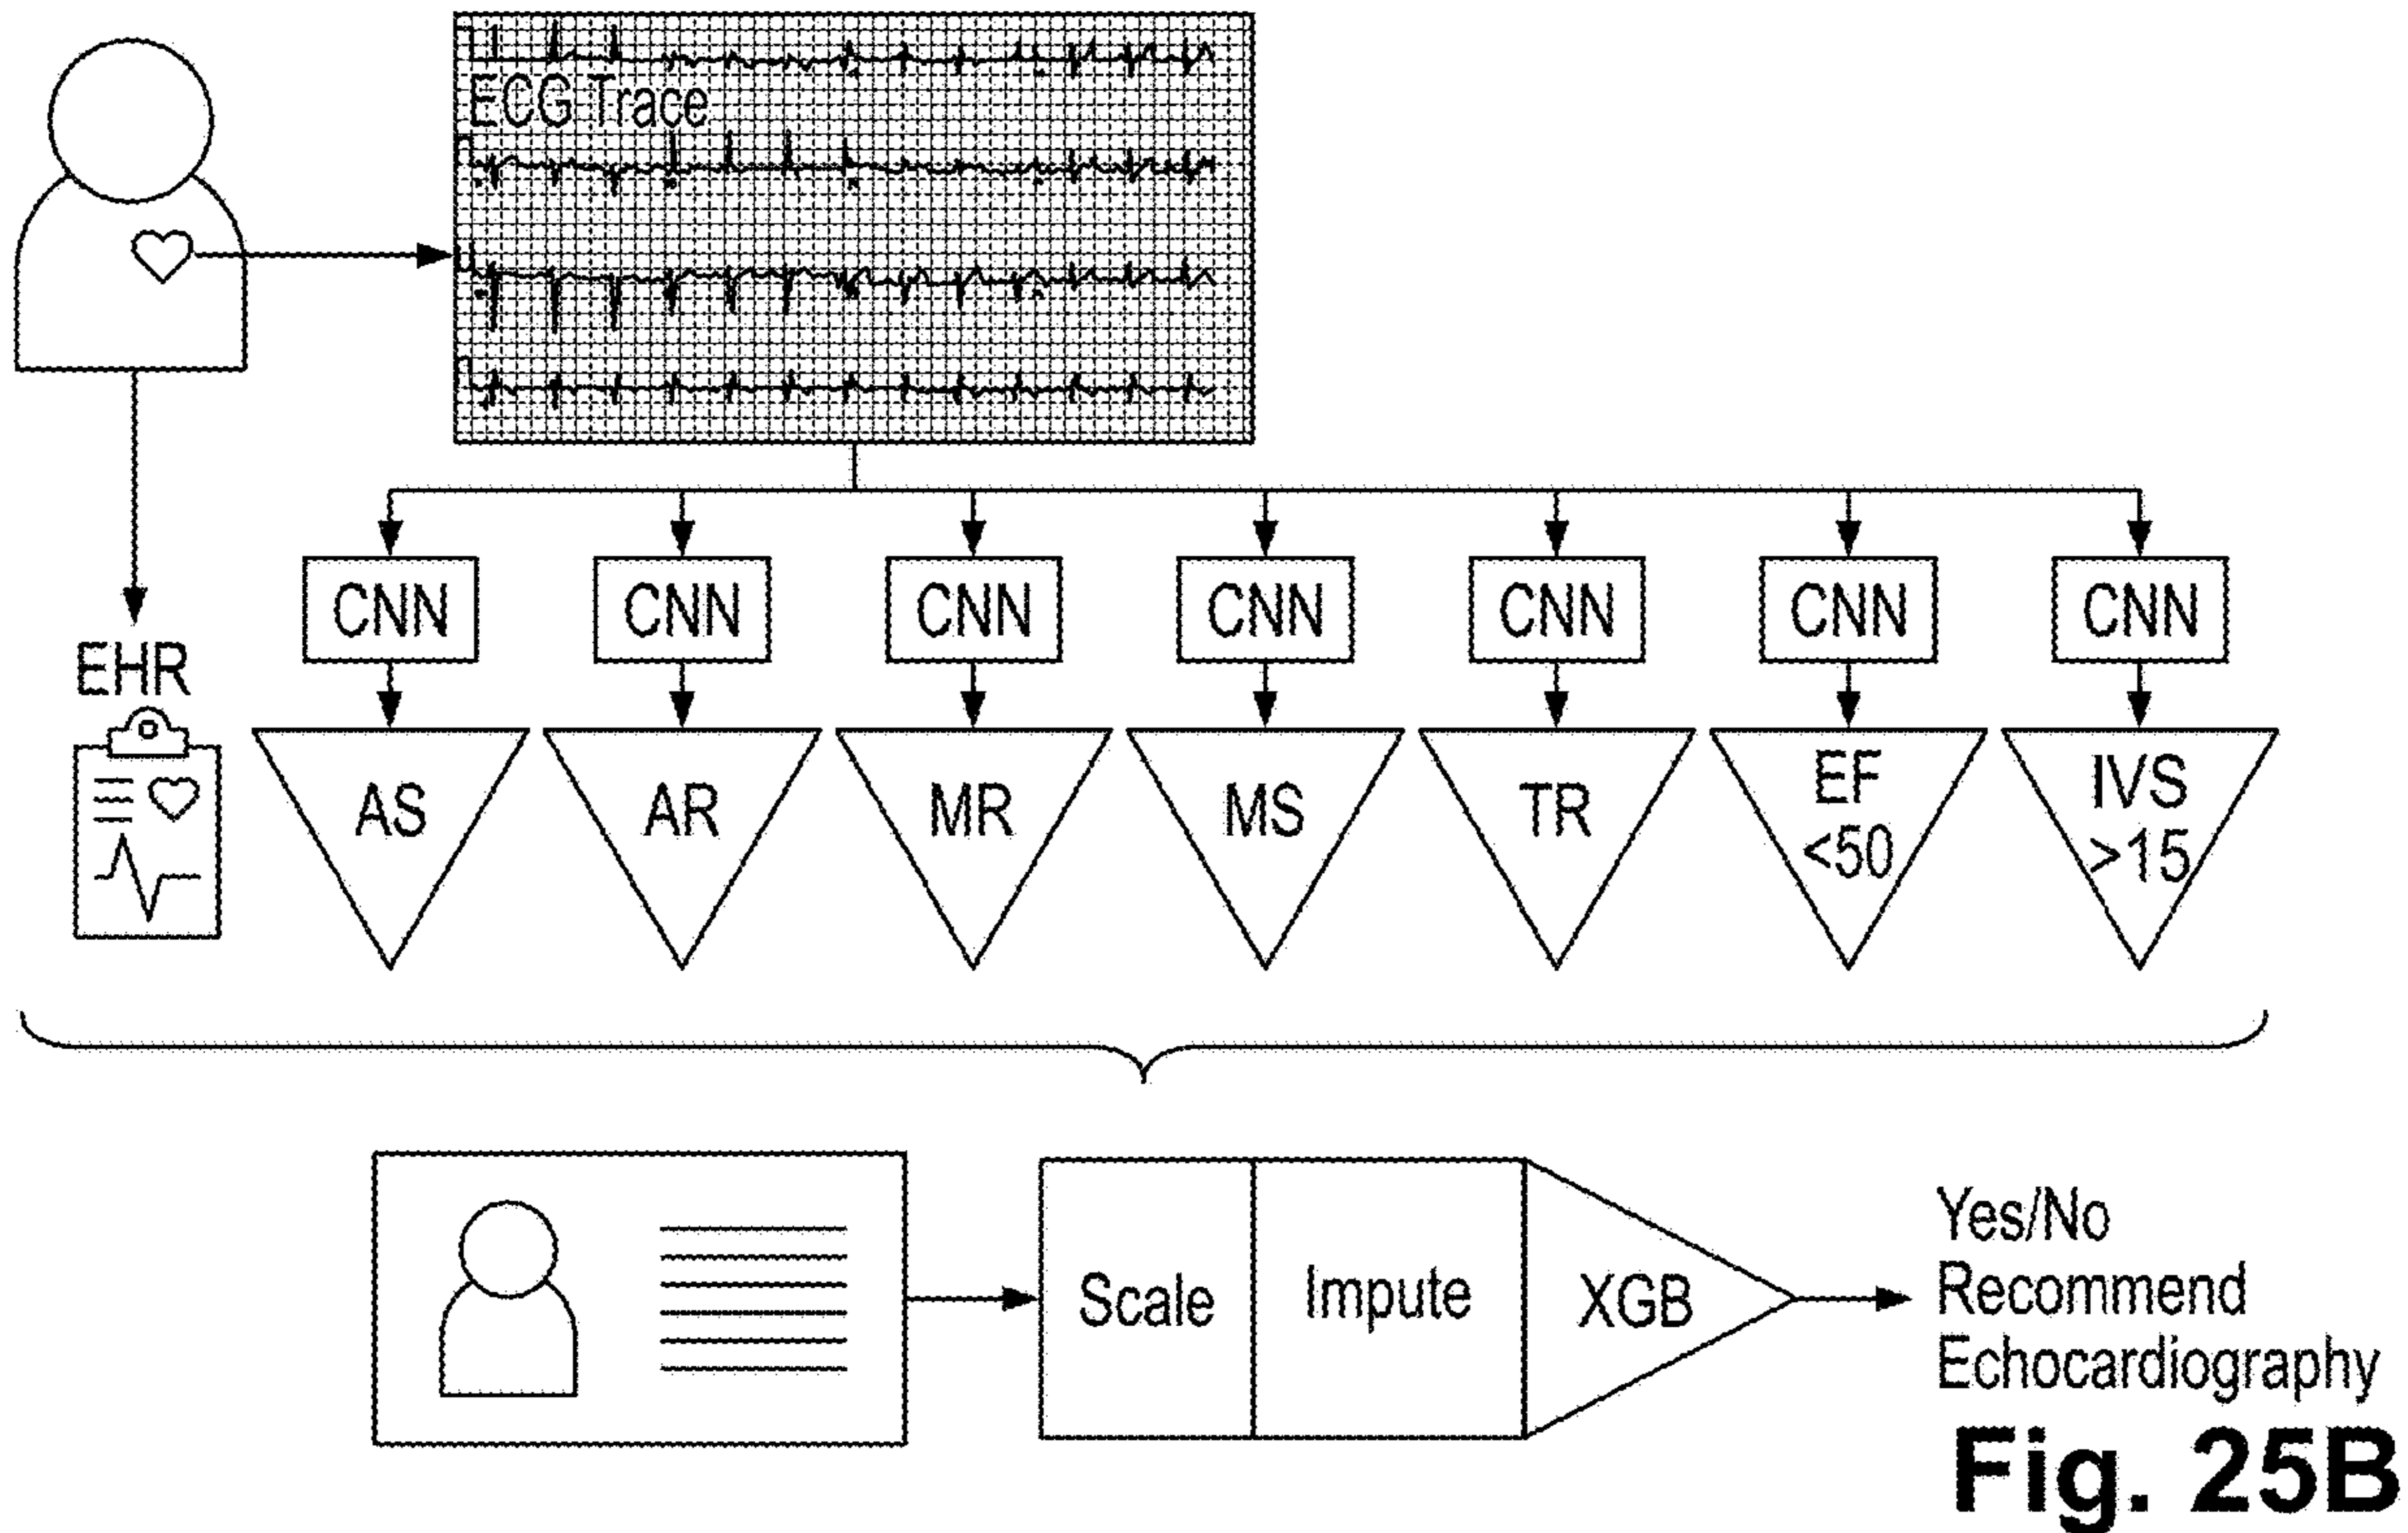 ECG Trace
CNN CNN CNN CNN CNN CNN CNN
EHR
AS AR MR MS TR EF <50 IVS >15
Scale Impute XGB
Yes/No
Recommend
Echocardiography
Fig. 25B